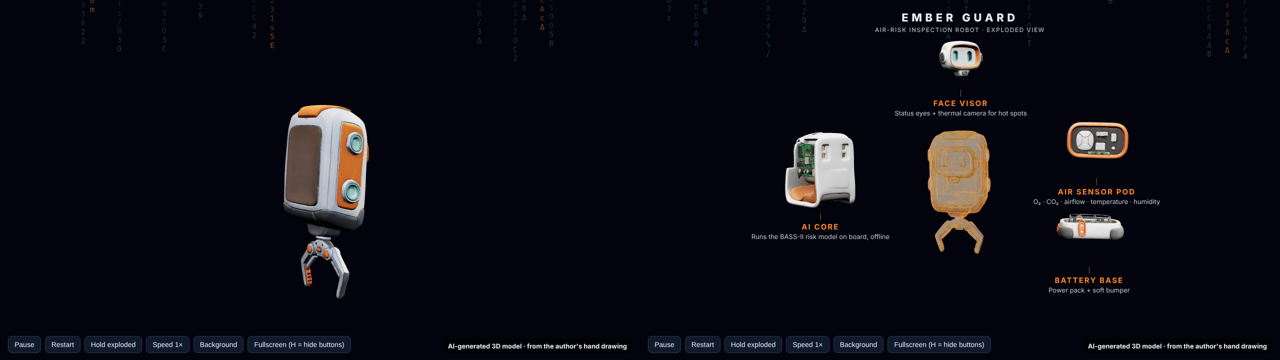 EMBER GUARD
AIR-RISK INSPECTION ROBOT · EXPLODED VIEW
FACE VISOR
Status eyes + thermal camera for hot spots
AIR SENSOR POD
O₂ · CO₂ · airflow · temperature · humidity
AI CORE
Runs the BASS-II risk model on board, offline
BATTERY BASE
Power pack + soft bumper
Pause Restart Hold exploded Speed 1× Background Fullscreen (H = hide buttons)
AI-generated 3D model · from the author's hand drawing
Pause Restart Hold exploded Speed 1× Background Fullscreen (H = hide buttons)
AI-generated 3D model · from the author's hand drawing